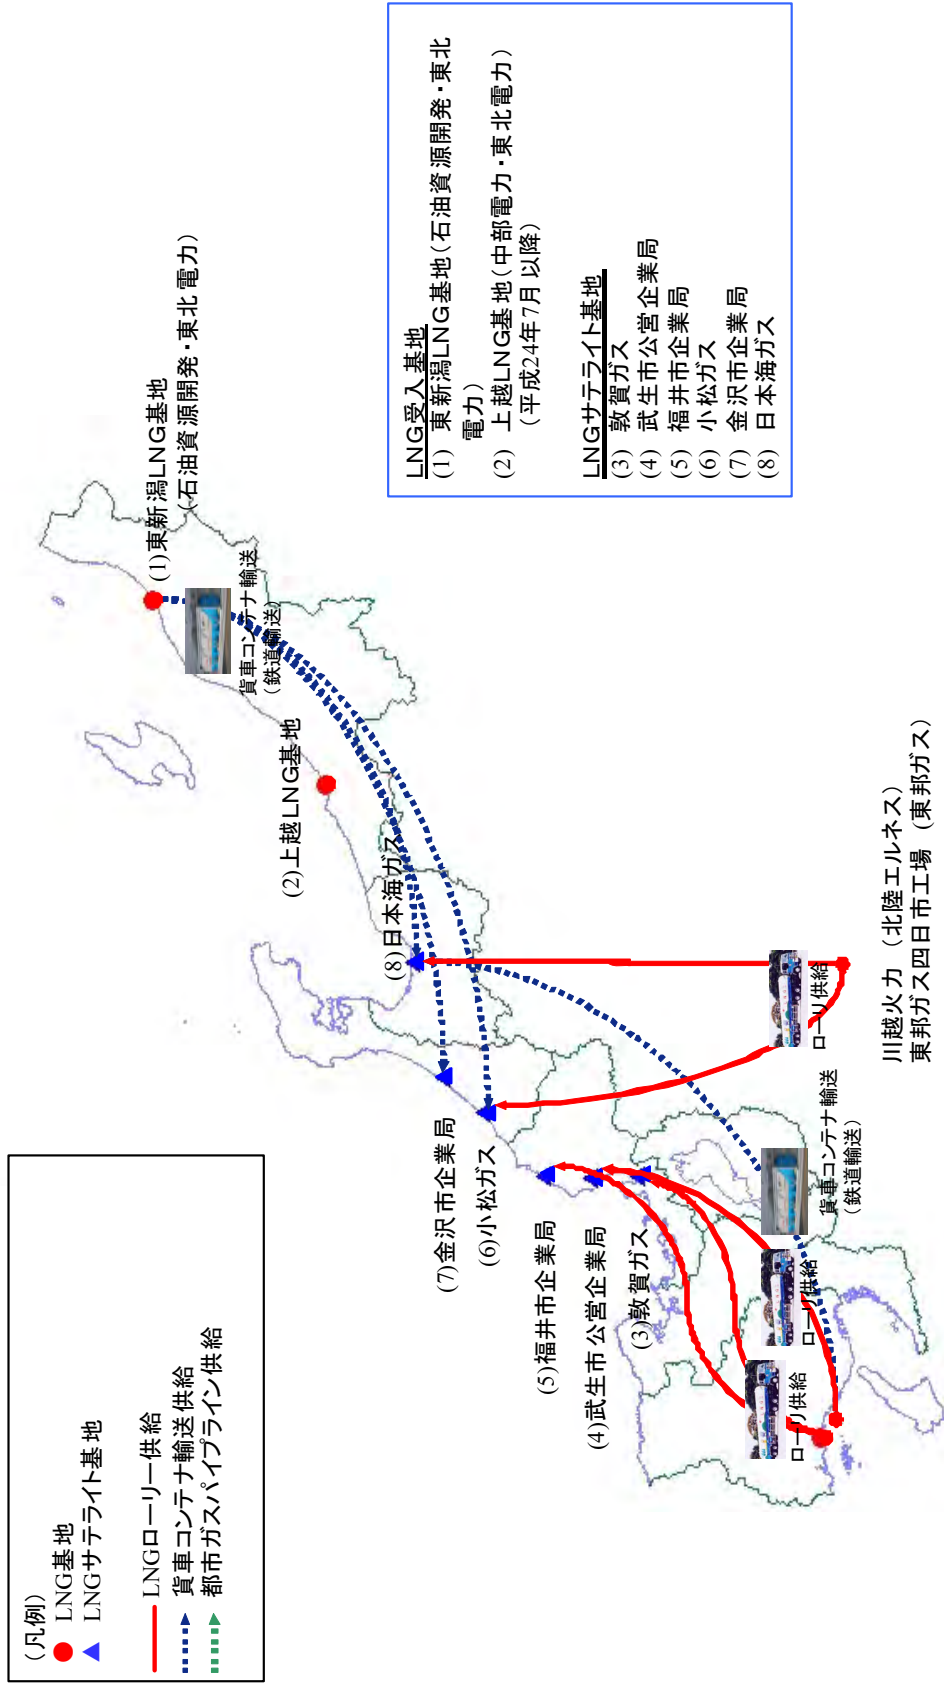 (凡例)
LNG基地
LNGサテライト基地
LNGローリー供給
貨車コンテナ輸送供給
都市ガスパイプライン供給
(1)東新潟LNG基地
(石油資源開発・東北電力)
貨車コンテナ輸送
(鉄道輸送)
(2)上越LNG基地
(8)日本海ガス
(7)金沢市企業局
(6)小松ガス
(5)福井市企業局
(4)武生市公営企業局
(3)敦賀ガス
ローリ供給
ローリ供給
貨車コンテナ輸送
(鉄道輸送)
ローリ供給
川越火力 (北陸エルネス)
東邦ガス四日市工場 (東邦ガス)
LNG受入基地
(1) 東新潟LNG基地(石油資源開発・東北
電力)
(2) 上越LNG基地(中部電力・東北電力)
(平成24年7月以降)
LNGサテライト基地
(3) 敦賀ガス
(4) 武生市公営企業局
(5) 福井市企業局
(6) 小松ガス
(7) 金沢市企業局
(8) 日本海ガス